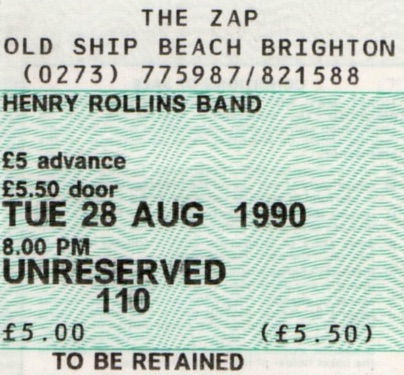 THE ZAP
OLD SHIP BEACH BRIGHTON
(0273) 775987/821588
HENRY ROLLINS BAND
£5 advance
£5.50 door
TUE 28 AUG 1990
8.00 PM
UNRESERVED
110
£5.00 (£5.50)
TO BE RETAINED